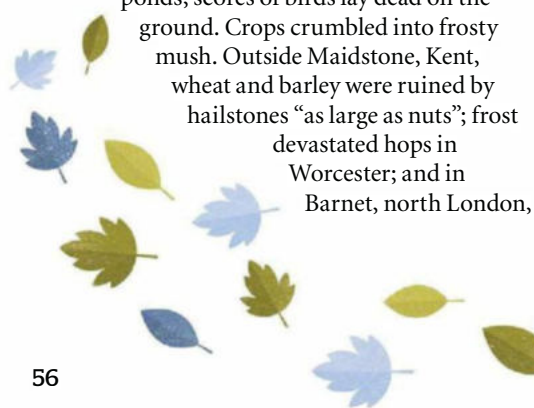 ponds, scores of birds lay dead on the
ground. Crops crumbled into frosty
mush. Outside Maidstone, Kent,
wheat and barley were ruined by
hailstones “as large as nuts”; frost
devastated hops in
Worcester; and in
Barnet, north London,
56